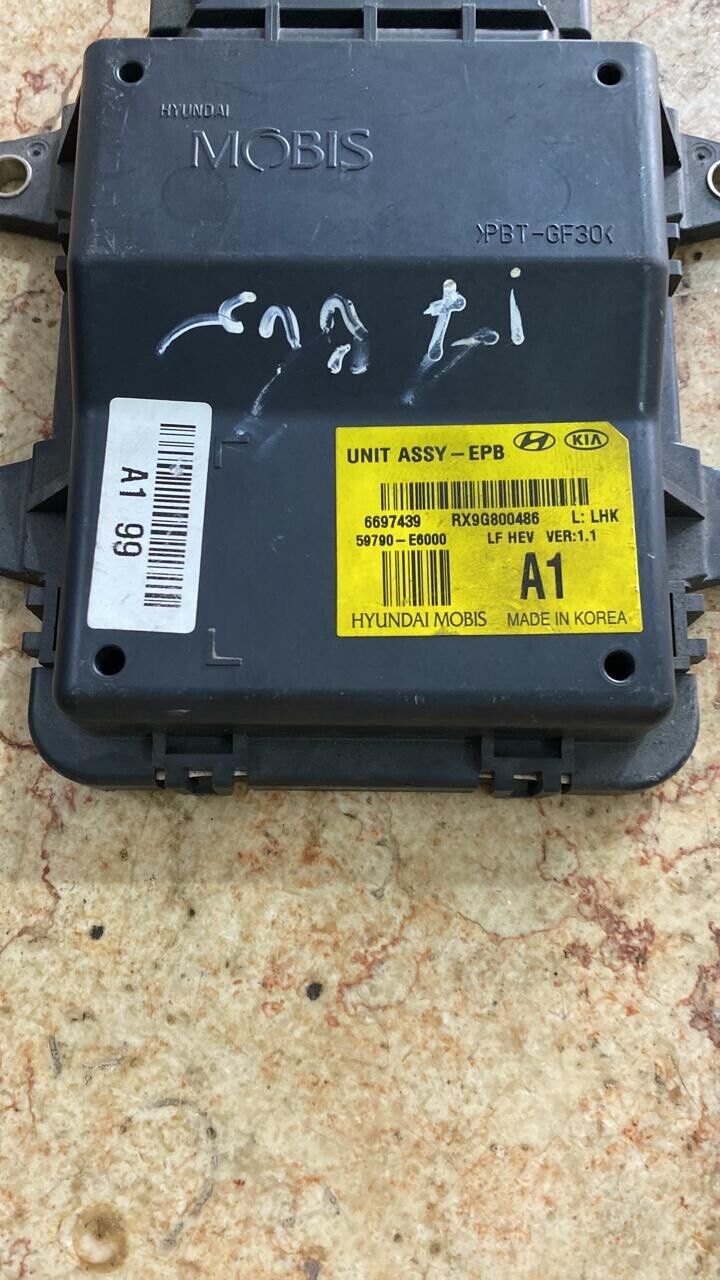 HYUNDAI
MOBIS
>PBT-GF30<
A1 99
UNIT ASSY-EPB KIA
6697439 RX9G800486 L: LHK
59790-E6000 LF HEV VER:1.1
A1
HYUNDAI MOBIS MADE IN KOREA